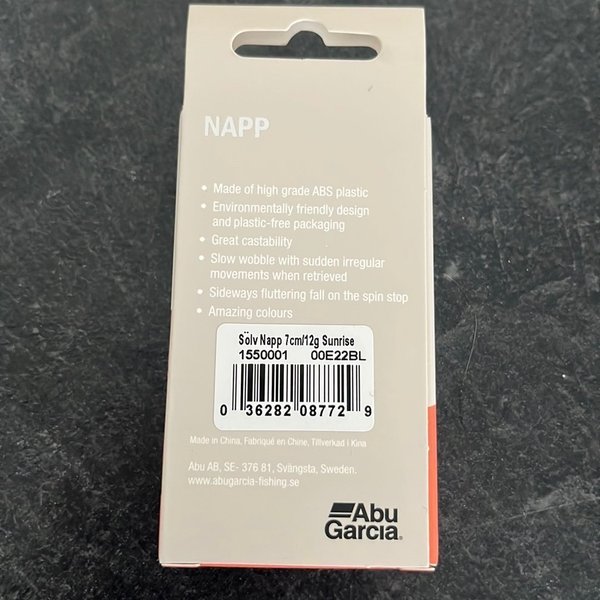 NAPP
• Made of high grade ABS plastic
• Environmentally friendly design
and plastic-free packaging
• Great castability
• Slow wobble with sudden irregular
movements when retrieved
• Sideways fluttering fall on the spin stop
• Amazing colours
Sölv Napp 7cm/12g Sunrise
1550001 00E22BL
0 36282 08772 9
Made in China, Fabriqué en Chine, Tillverkad i Kina
Abu AB, SE- 376 81, Svängsta, Sweden.
www.abugarcia-fishing.se
Abu
Garcia®